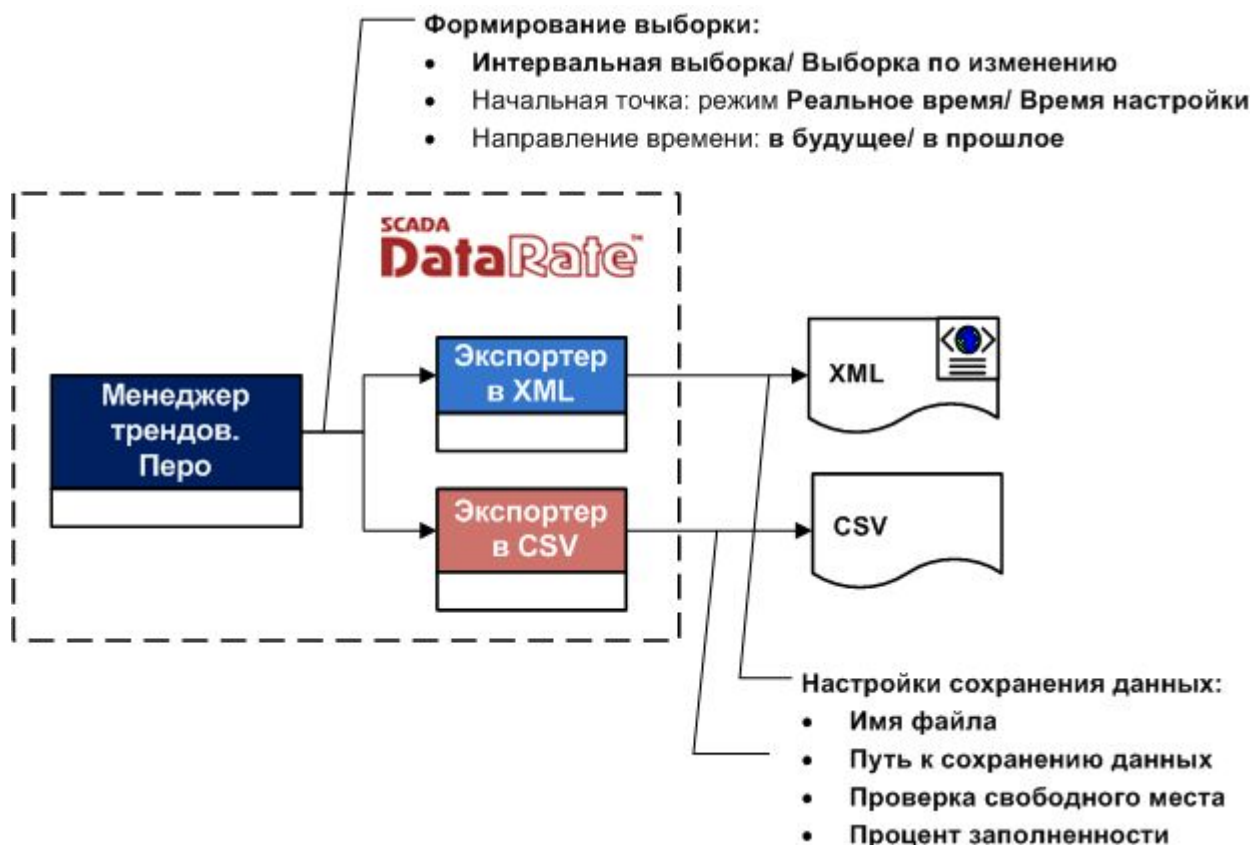 Формирование выборки:
• Интервальная выборка/ Выборка по изменению
• Начальная точка: режим Реальное время/ Время настройки
• Направление времени: в будущее/ в прошлое
SCADA
DataRate™
Менеджер
трендов.
Перо
Экспортер
в XML
XML
Экспортер
в CSV
CSV
Настройки сохранения данных:
• Имя файла
• Путь к сохранению данных
• Проверка свободного места
• Процент заполненности